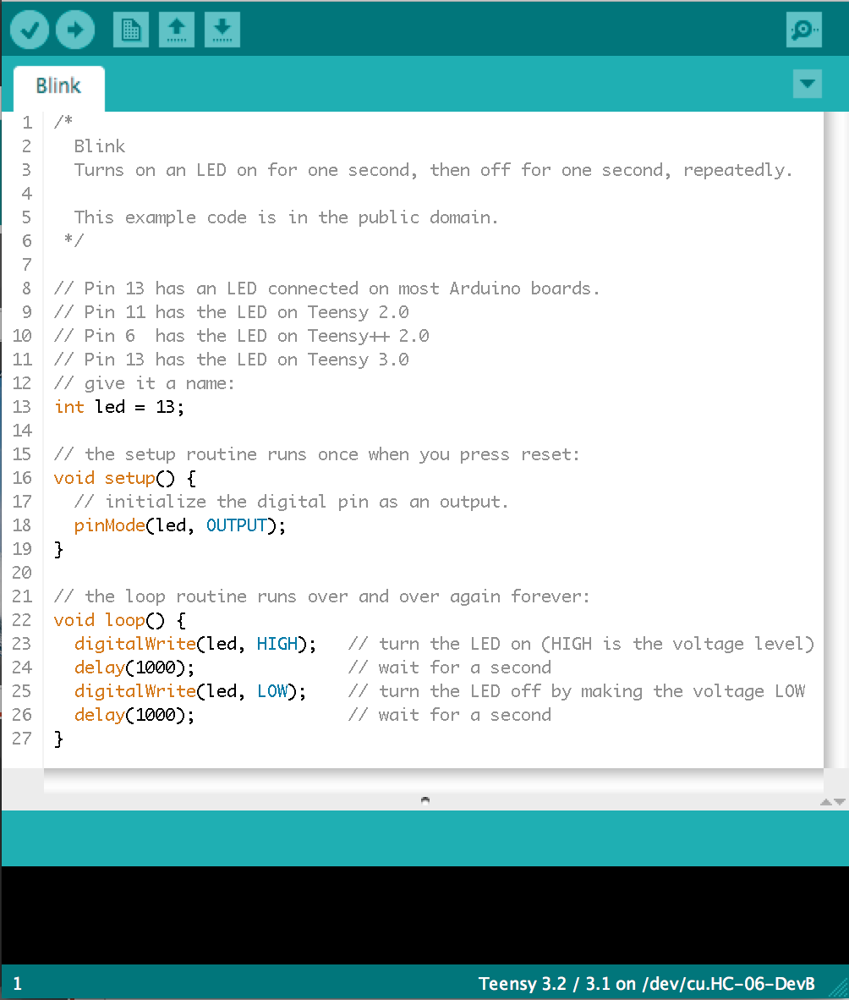 Blink
1 /*
2   Blink
3   Turns on an LED on for one second, then off for one second, repeatedly.
4
5   This example code is in the public domain.
6  */
7
8 // Pin 13 has an LED connected on most Arduino boards.
9 // Pin 11 has the LED on Teensy 2.0
10 // Pin 6  has the LED on Teensy++ 2.0
11 // Pin 13 has the LED on Teensy 3.0
12 // give it a name:
13 int led = 13;
14
15 // the setup routine runs once when you press reset:
16 void setup() {
17   // initialize the digital pin as an output.
18   pinMode(led, OUTPUT);
19 }
20
21 // the loop routine runs over and over again forever:
22 void loop() {
23   digitalWrite(led, HIGH);   // turn the LED on (HIGH is the voltage level)
24   delay(1000);               // wait for a second
25   digitalWrite(led, LOW);    // turn the LED off by making the voltage LOW
26   delay(1000);               // wait for a second
27 }
1 Teensy 3.2 / 3.1 on /dev/cu.HC-06-DevB